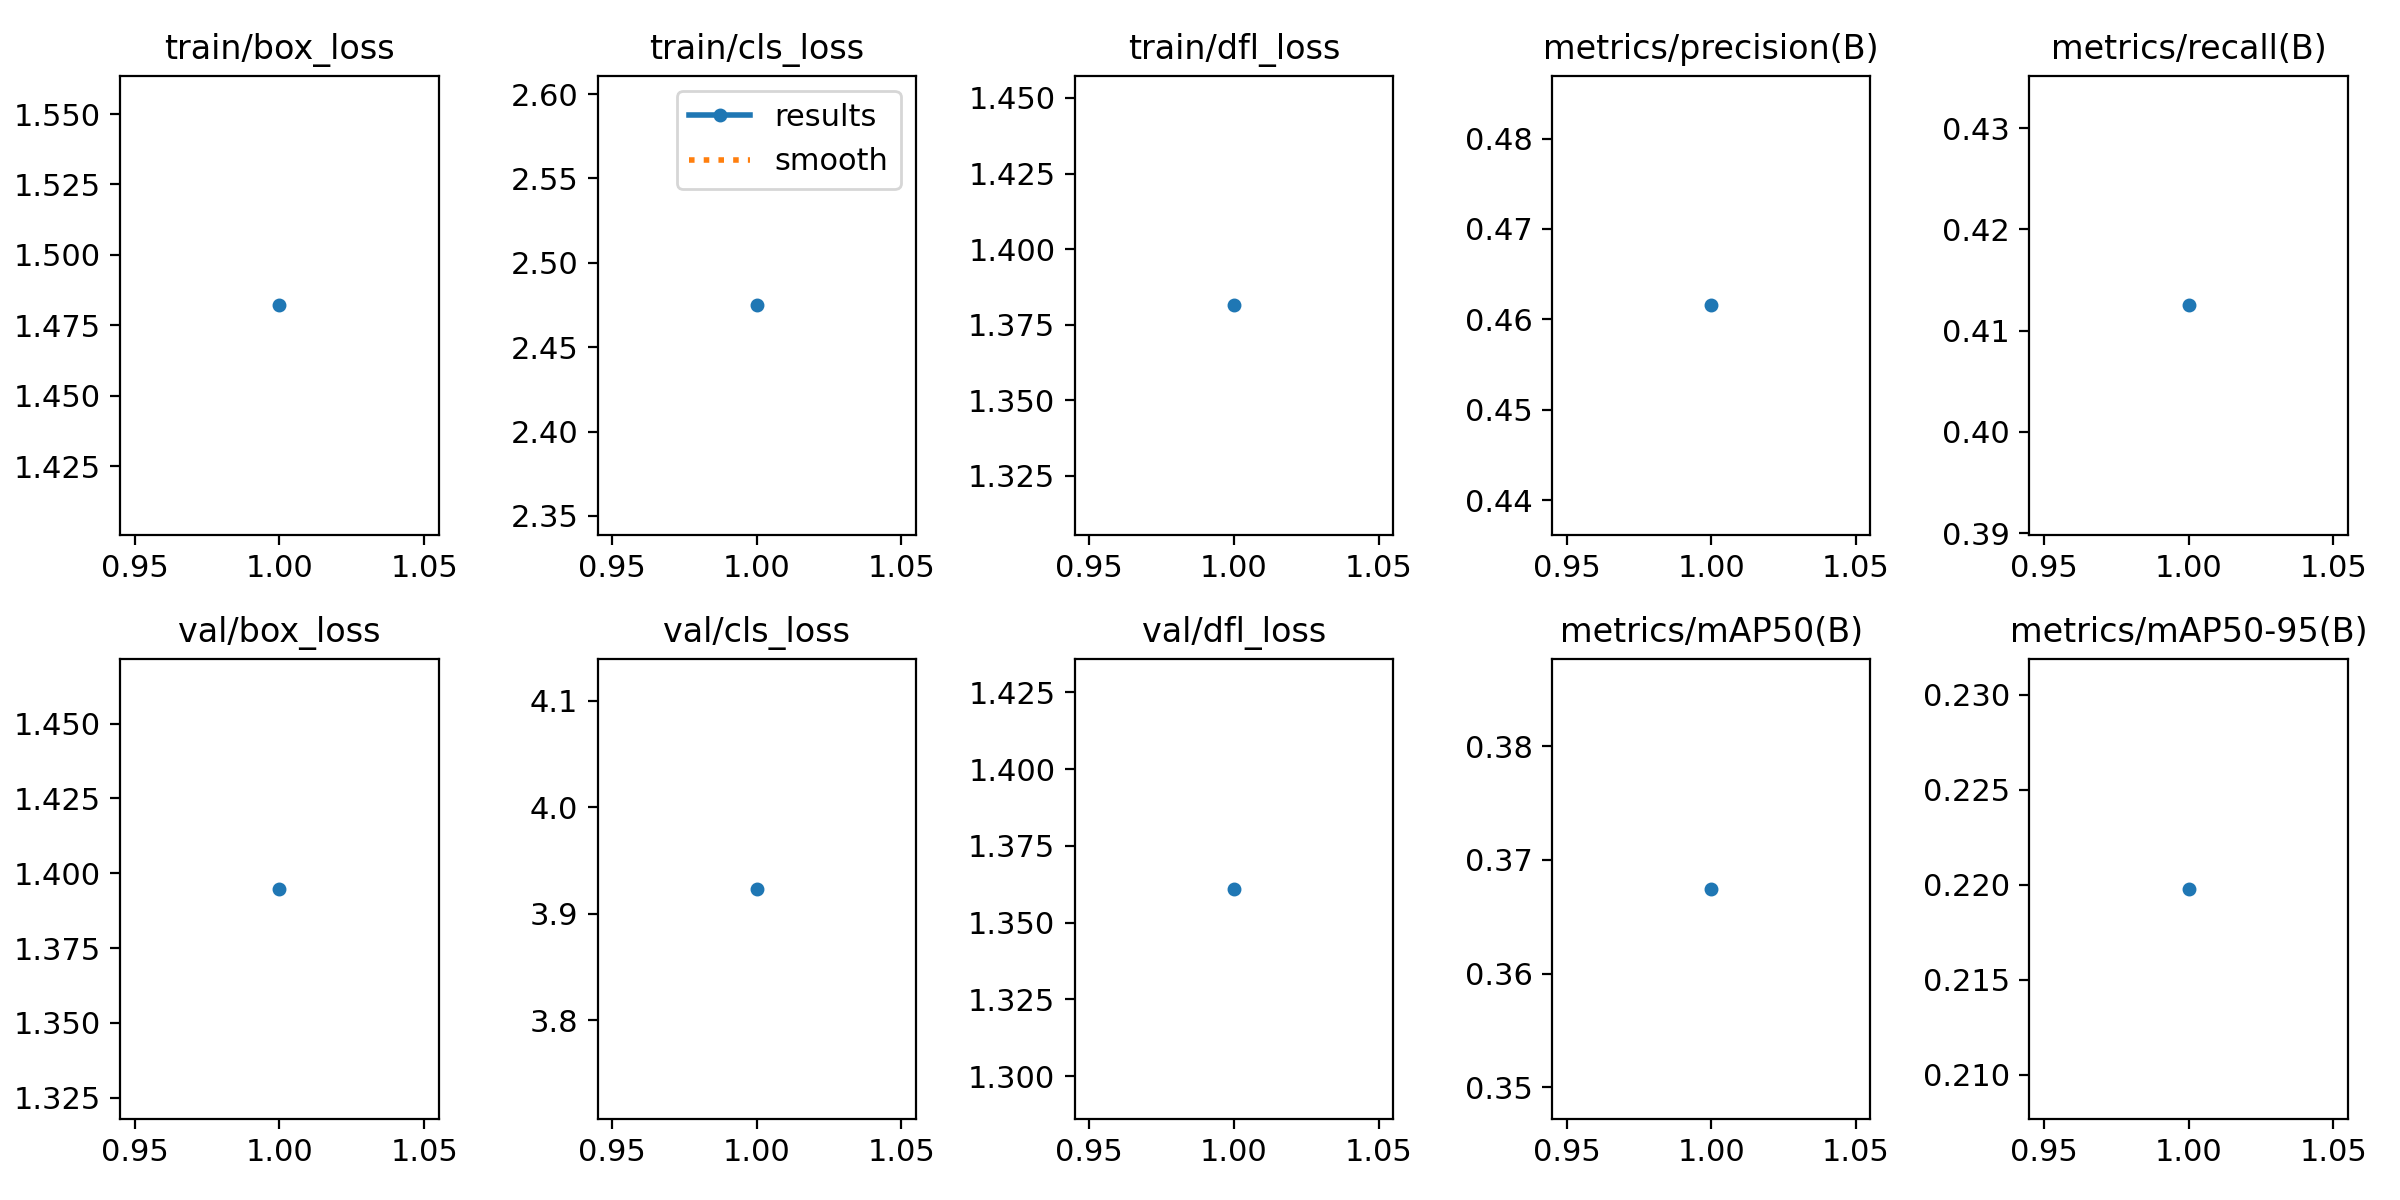 train/box_loss
1.550
1.525
1.500
1.475
1.450
1.425
0.95 1.00 1.05
train/cls_loss
2.60
2.55
2.50
2.45
2.40
2.35
results
smooth
0.95 1.00 1.05
train/dfl_loss
1.450
1.425
1.400
1.375
1.350
1.325
0.95 1.00 1.05
metrics/precision(B)
0.48
0.47
0.46
0.45
0.44
0.95 1.00 1.05
metrics/recall(B)
0.43
0.42
0.41
0.40
0.39
0.95 1.00 1.05
val/box_loss
1.450
1.425
1.400
1.375
1.350
1.325
0.95 1.00 1.05
val/cls_loss
4.1
4.0
3.9
3.8
0.95 1.00 1.05
val/dfl_loss
1.425
1.400
1.375
1.350
1.325
1.300
0.95 1.00 1.05
metrics/mAP50(B)
0.38
0.37
0.36
0.35
0.95 1.00 1.05
metrics/mAP50-95(B)
0.230
0.225
0.220
0.215
0.210
0.95 1.00 1.05